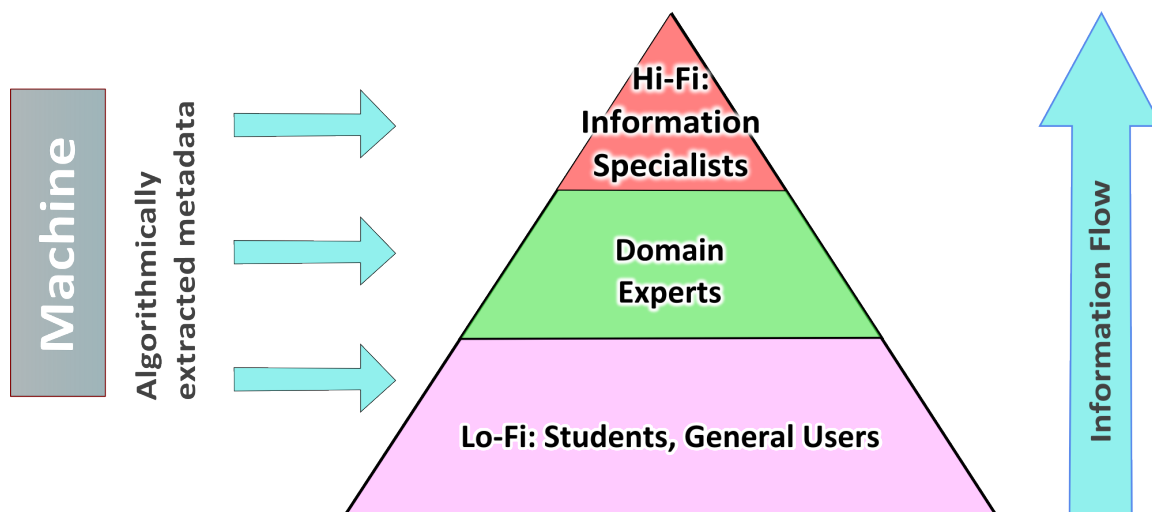 Machine
Algorithmically
extracted metadata
Hi-Fi:
Information
Specialists
Domain
Experts
Lo-Fi: Students, General Users
Information Flow